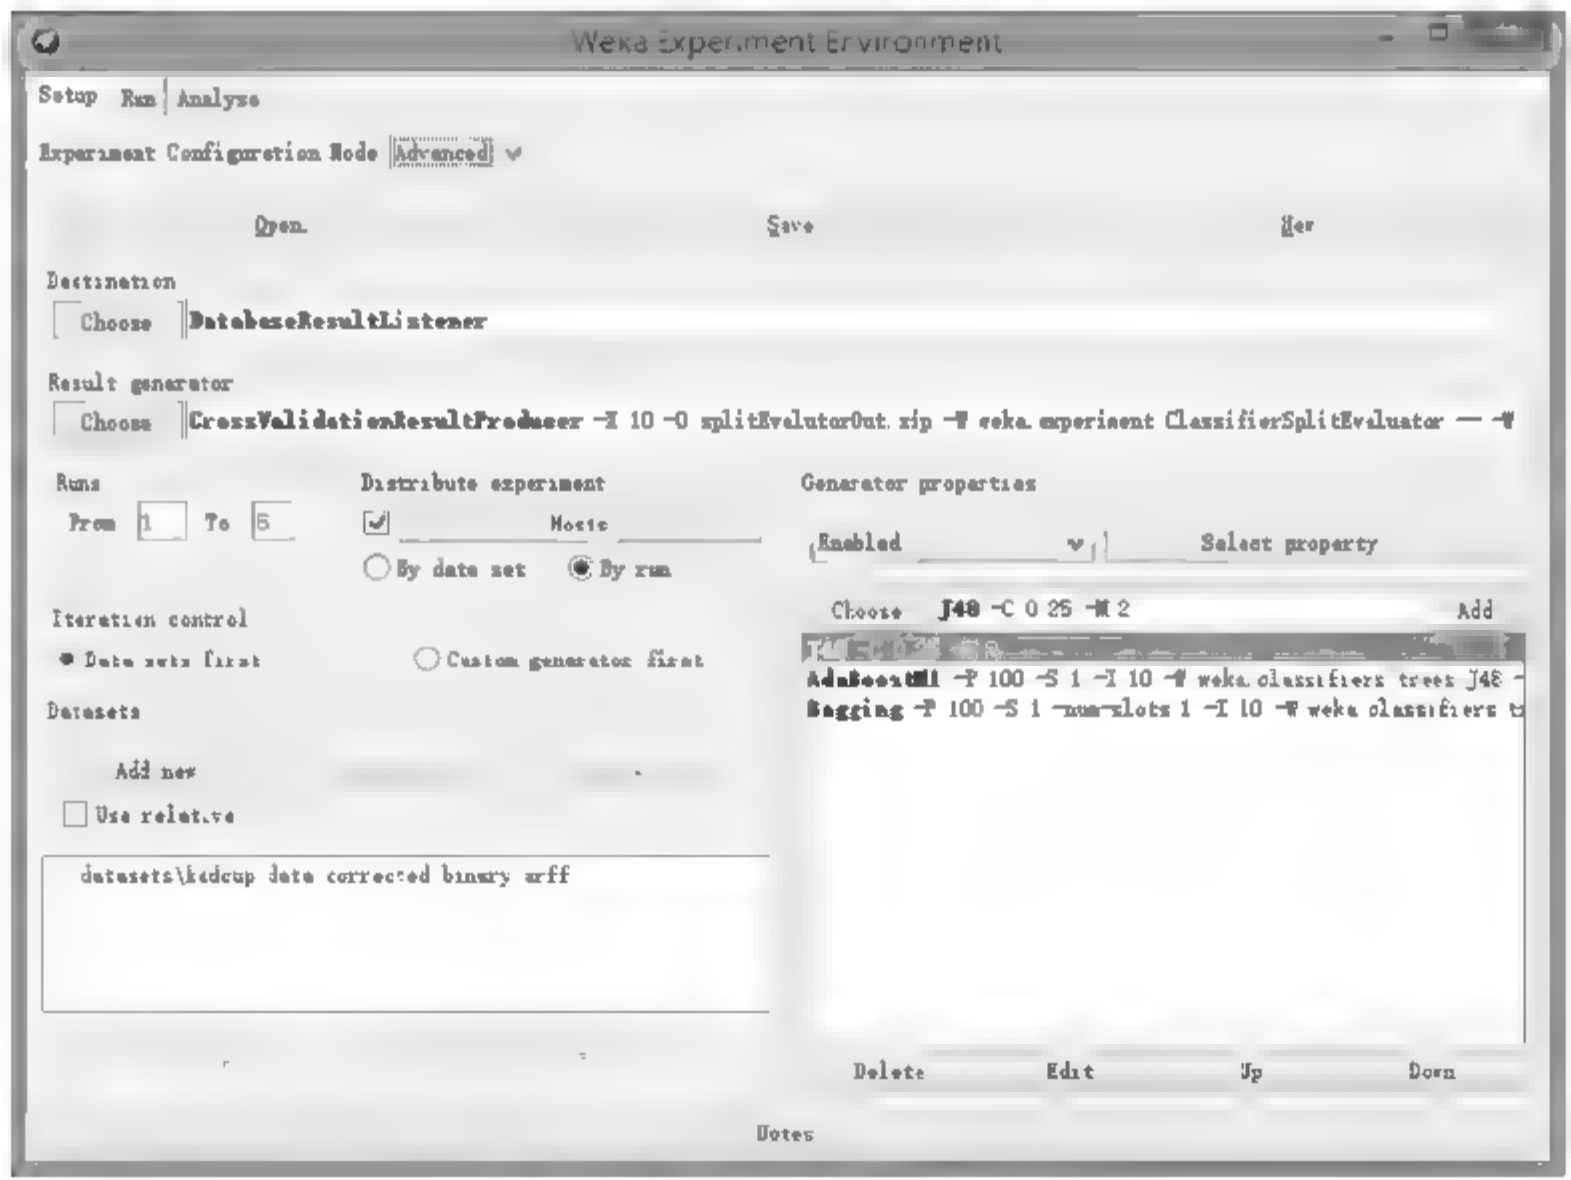 Weka Experiment Environment
Setup Run Analyse
Experiment Configuration Mode Advanced
Open Save New
Destination
Choose DatabaseResultListener
Result generator
Choose CrossValidationResultProducer -X 10 -O splitEvalutorOut.zip -W weka.experiment ClassifierSplitEvaluator -- -W
Runs Distribute experiment Generator properties
From 1 To 5 Hosts
Enabled Select property
By data set By run
Choose J48 -C 0 25 -M 2 Add
Iteration control
Data sets first Custom generator first
J48 -C 0.25
AdaBoostM1 -P 100 -S 1 -I 10 -W weka.classifiers trees J48 -
Bagging -P 100 -S 1 -num-slots 1 -I 10 -W weka classifiers t
Datasets
Add new
Use relative
datasets\kddcup data corrected binary arff
Delete Edit Up Down
Notes